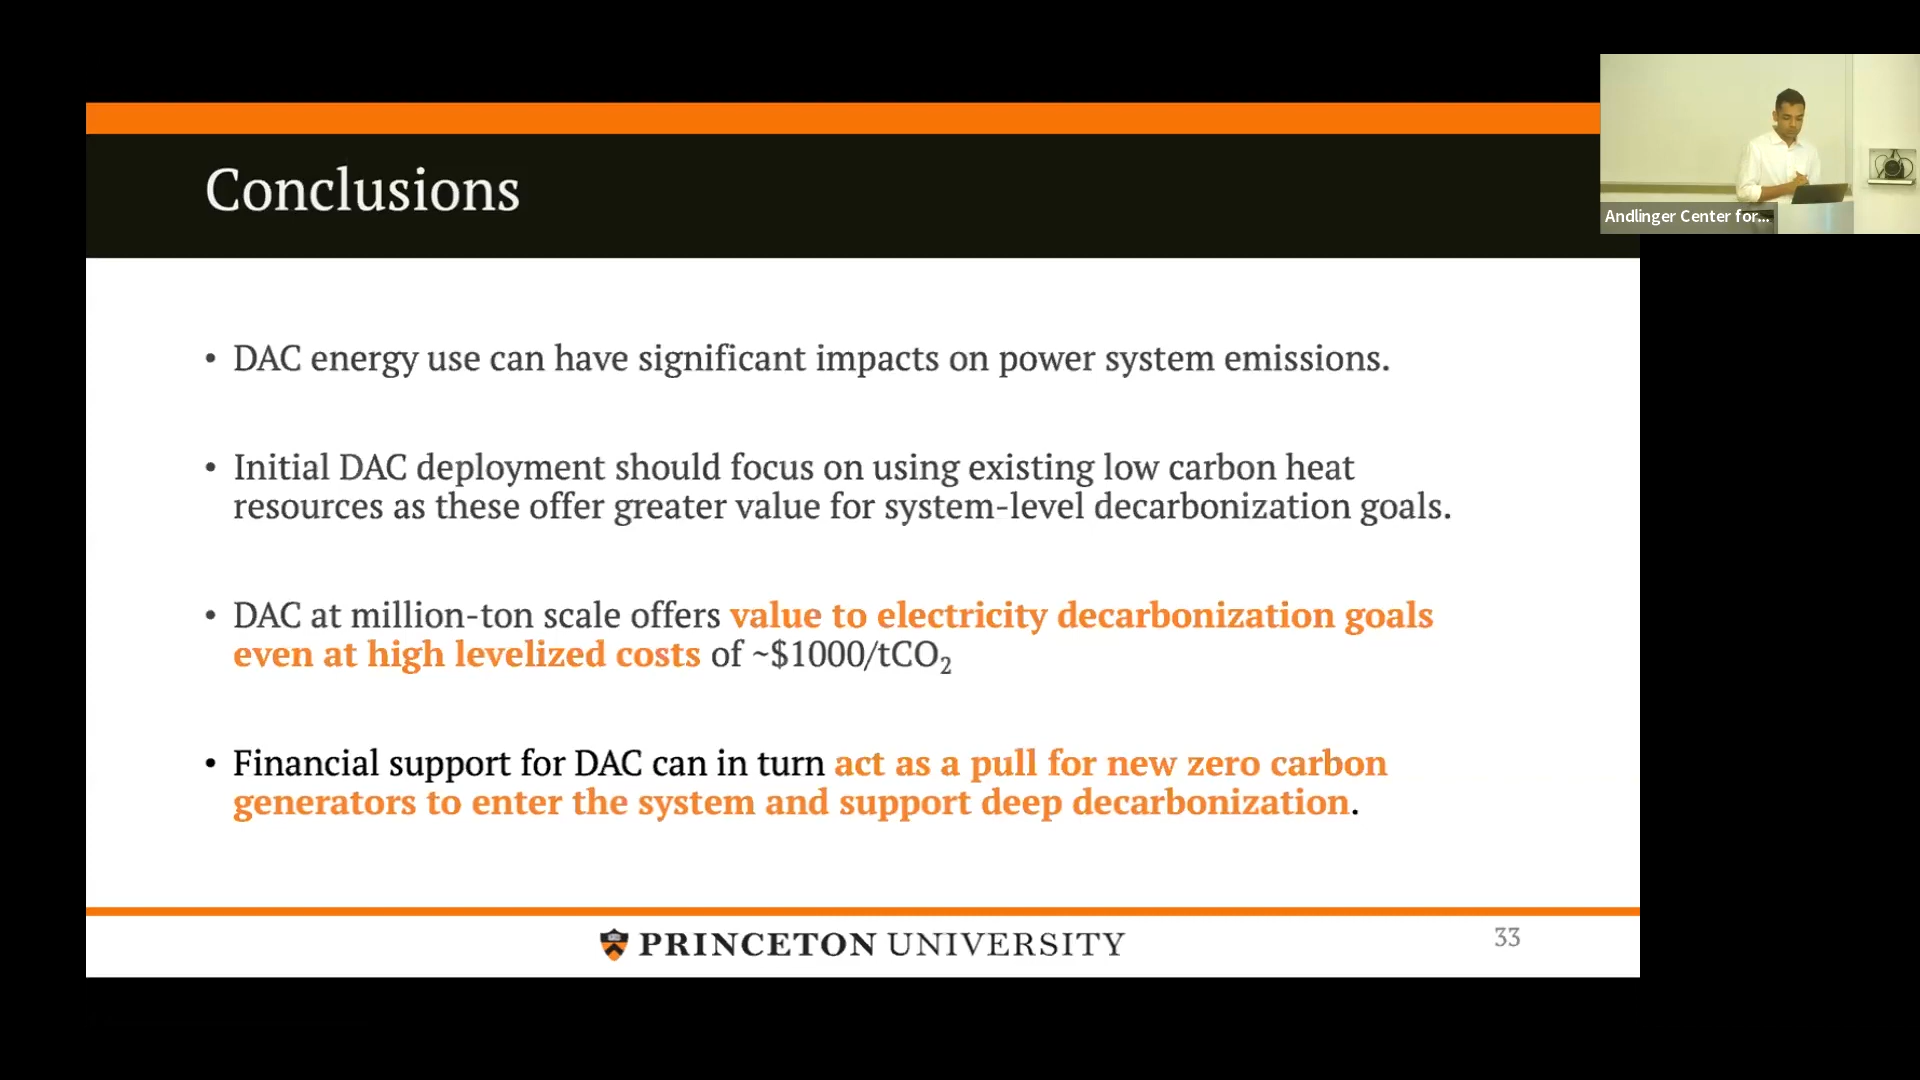 Conclusions
Andlinger Center for...
• DAC energy use can have significant impacts on power system emissions.
• Initial DAC deployment should focus on using existing low carbon heat
resources as these offer greater value for system-level decarbonization goals.
• DAC at million-ton scale offers value to electricity decarbonization goals
even at high levelized costs of ~$1000/tCO₂
• Financial support for DAC can in turn act as a pull for new zero carbon
generators to enter the system and support deep decarbonization.
PRINCETON UNIVERSITY
33